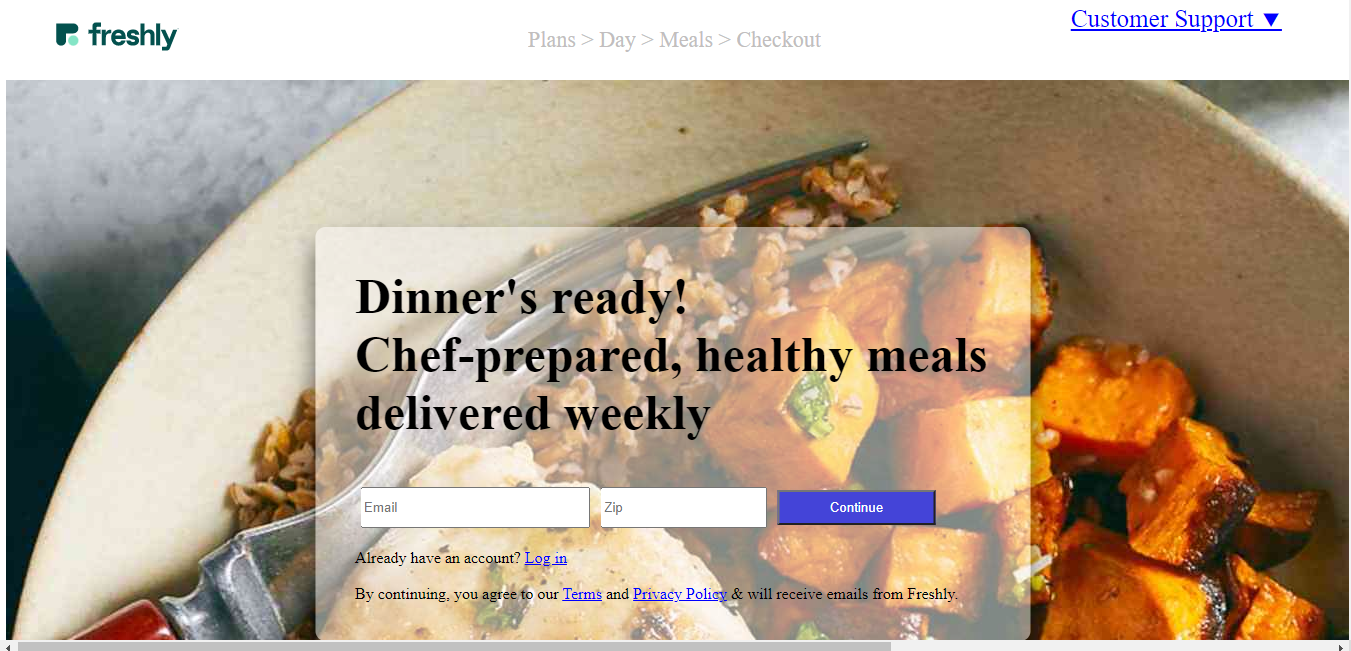 freshly
Plans > Day > Meals > Checkout
Customer Support ▼
Dinner's ready!
Chef-prepared, healthy meals
delivered weekly
Email
Zip
Continue
Already have an account? Log in
By continuing, you agree to our Terms and Privacy Policy & will receive emails from Freshly.